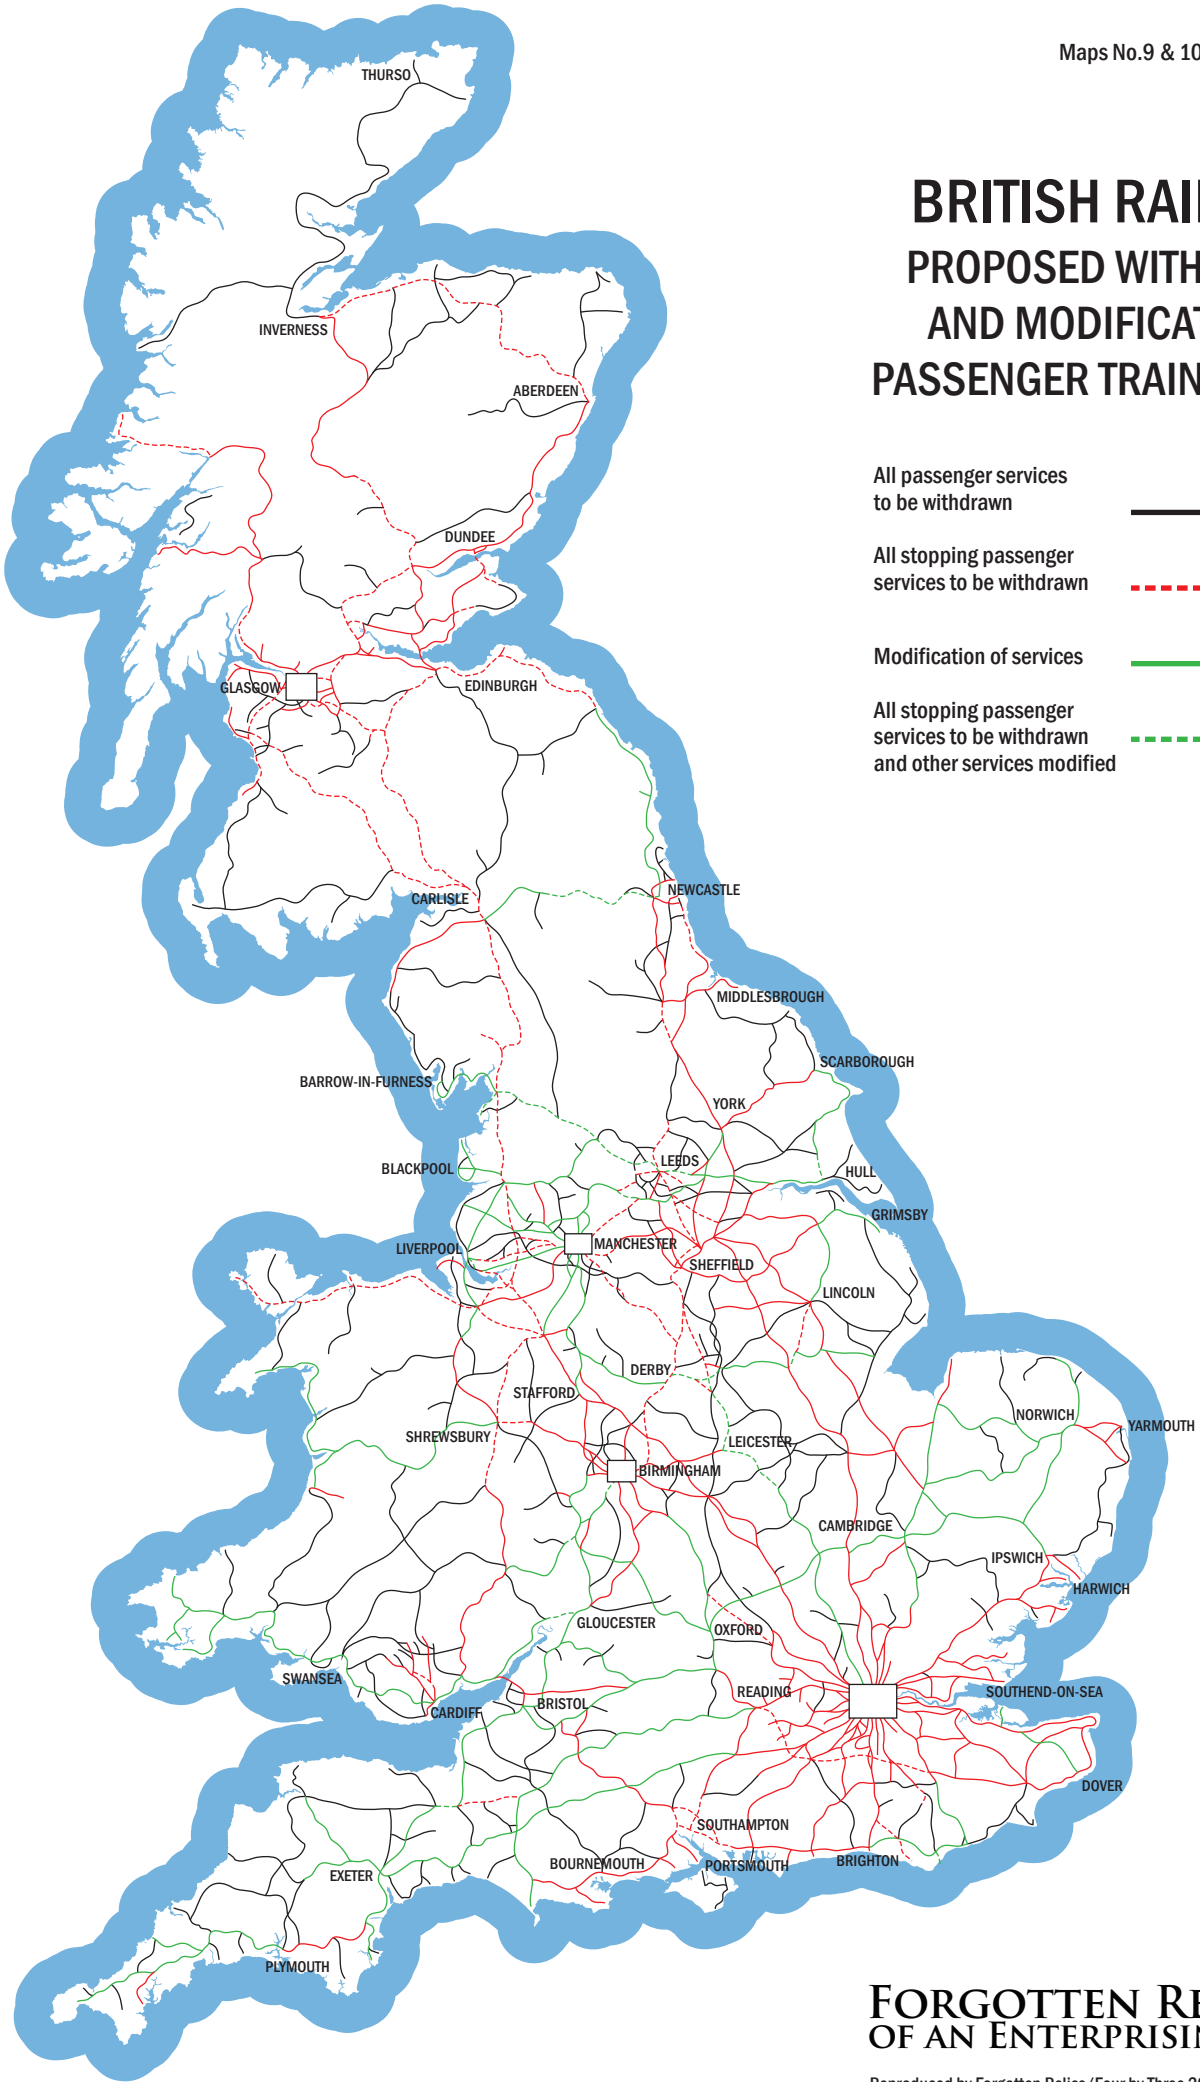 Maps No.9 & 10
BRITISH RAI
PROPOSED WITH
AND MODIFICAT
PASSENGER TRAIN
All passenger services
to be withdrawn
All stopping passenger
services to be withdrawn
Modification of services
All stopping passenger
services to be withdrawn
and other services modified
THURSO
INVERNESS
ABERDEEN
DUNDEE
GLASGOW
EDINBURGH
CARLISLE
NEWCASTLE
MIDDLESBROUGH
SCARBOROUGH
BARROW-IN-FURNESS
YORK
BLACKPOOL
LEEDS
HULL
GRIMSBY
LIVERPOOL
MANCHESTER
SHEFFIELD
LINCOLN
DERBY
STAFFORD
NORWICH
YARMOUTH
SHREWSBURY
LEICESTER
BIRMINGHAM
CAMBRIDGE
IPSWICH
HARWICH
GLOUCESTER
OXFORD
SWANSEA
READING
SOUTHEND-ON-SEA
BRISTOL
CARDIFF
DOVER
SOUTHAMPTON
BOURNEMOUTH
PORTSMOUTH
BRIGHTON
EXETER
PLYMOUTH
FORGOTTEN RE
OF AN ENTERPRISIN